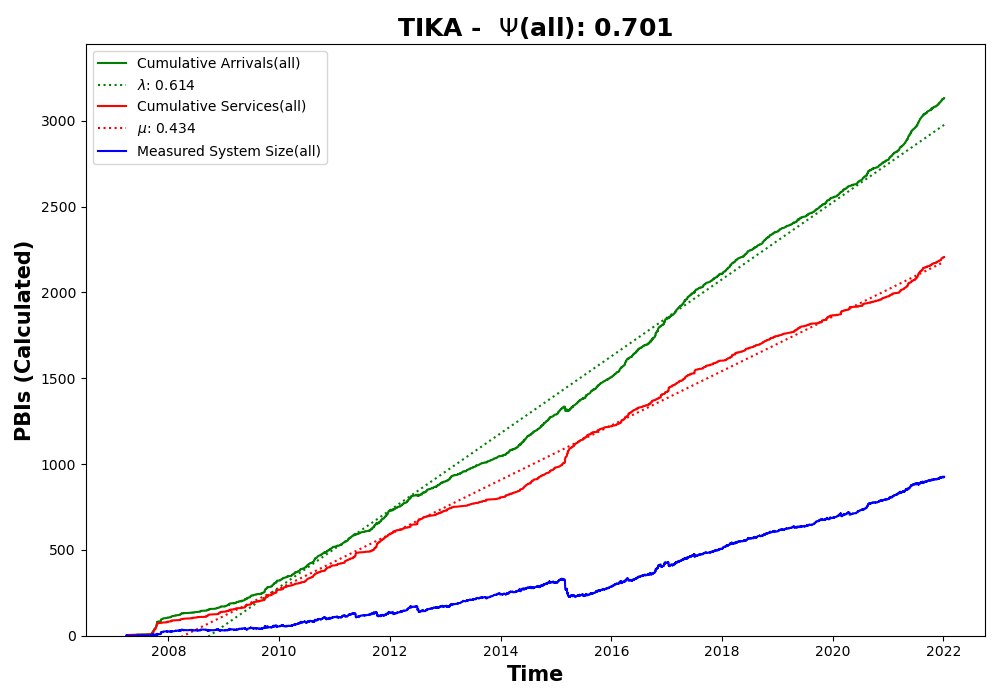 TIKA - Ψ(all): 0.701
Cumulative Arrivals(all)
λ: 0.614
Cumulative Services(all)
μ: 0.434
Measured System Size(all)
PBIs (Calculated)
3000
2500
2000
1500
1000
500
0
2008 2010 2012 2014 2016 2018 2020 2022
Time